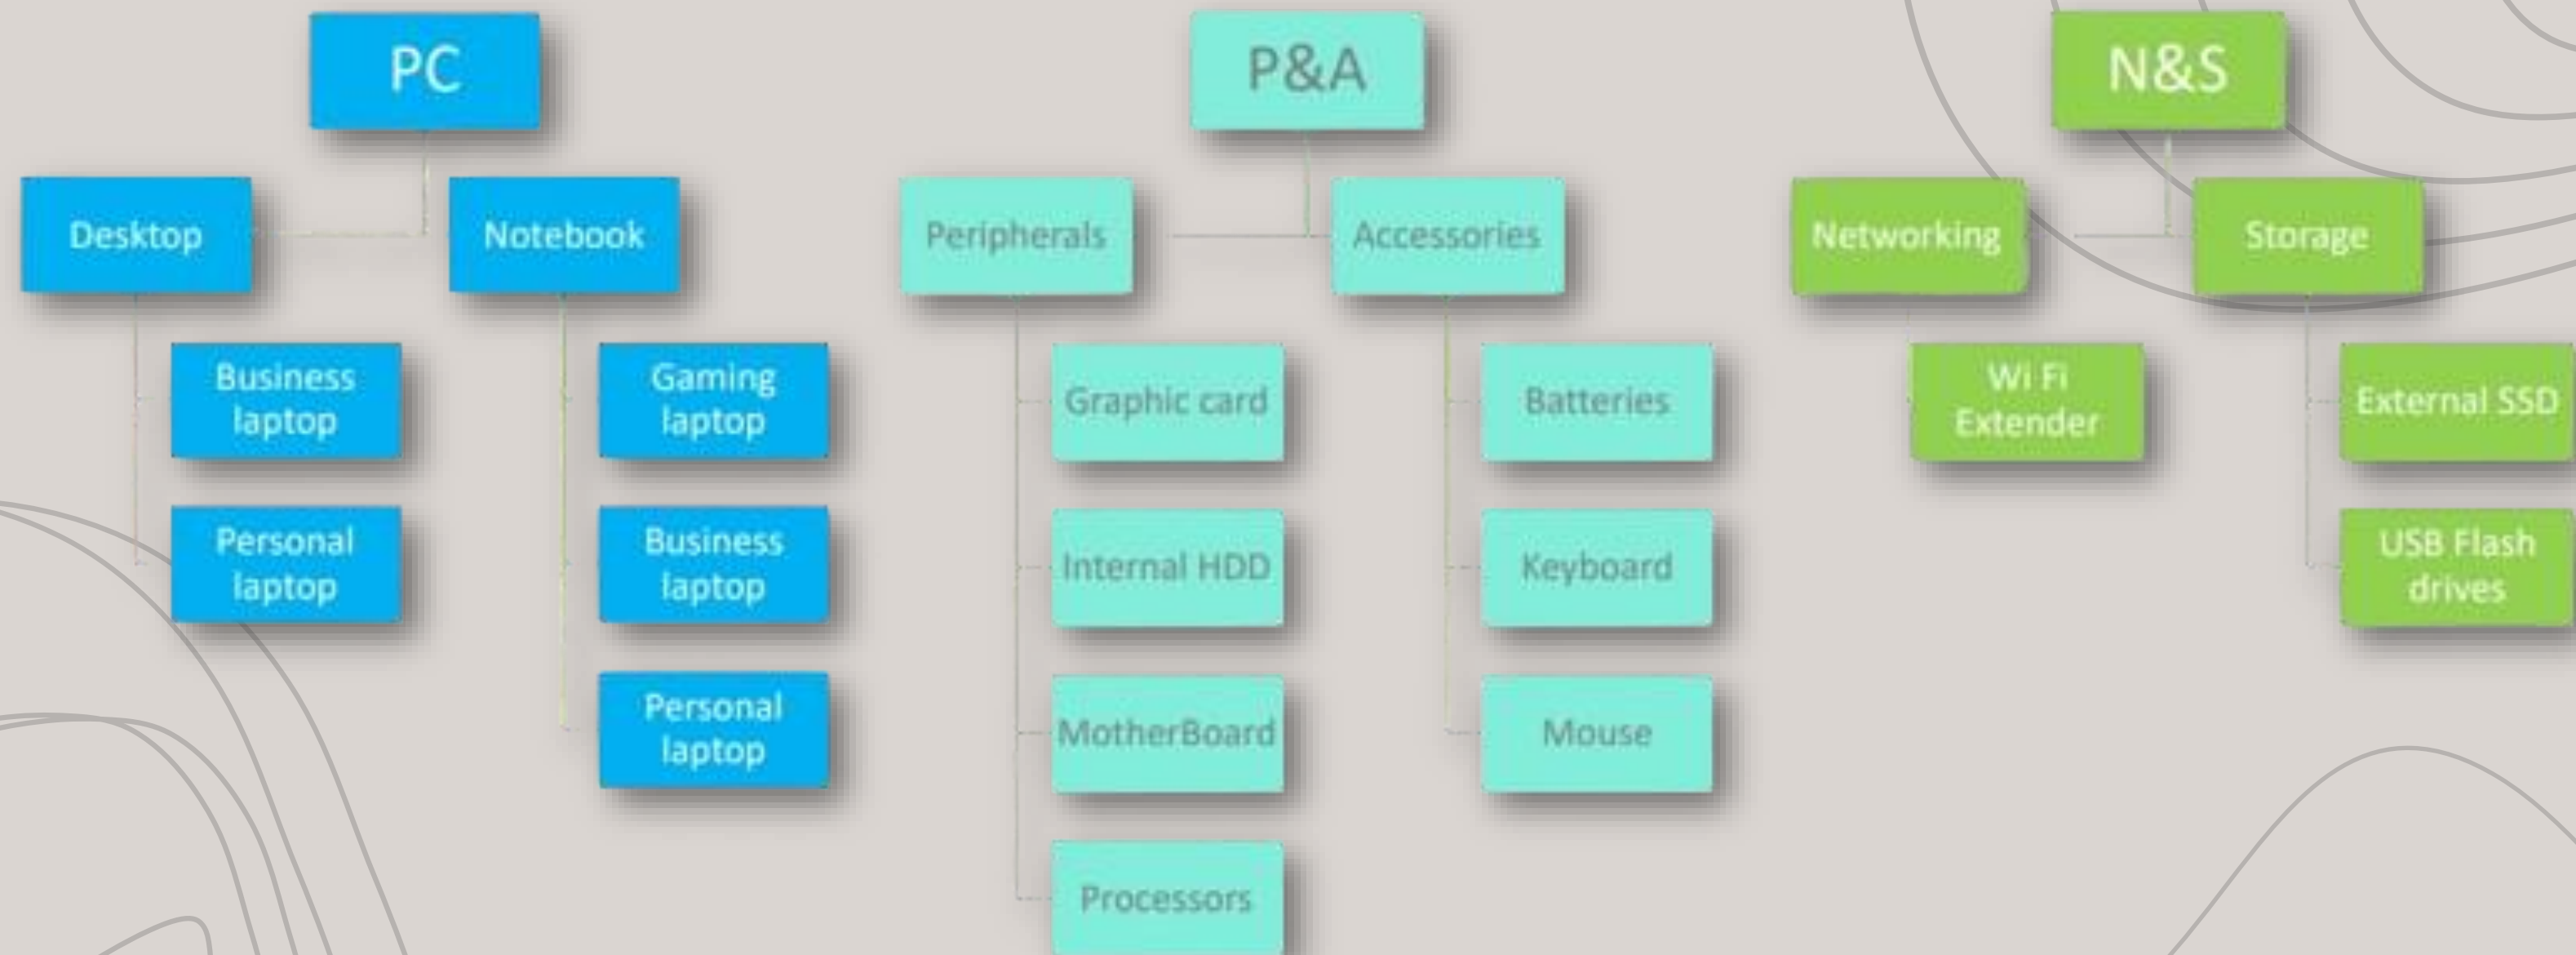 PC
Desktop
Business
laptop
Personal
laptop
Notebook
Gaming
laptop
Business
laptop
Personal
laptop
P&A
Peripherals
Graphic card
Internal HDD
MotherBoard
Processors
Accessories
Batteries
Keyboard
Mouse
N&S
Networking
Wi Fi
Extender
Storage
External SSD
USB Flash
drives